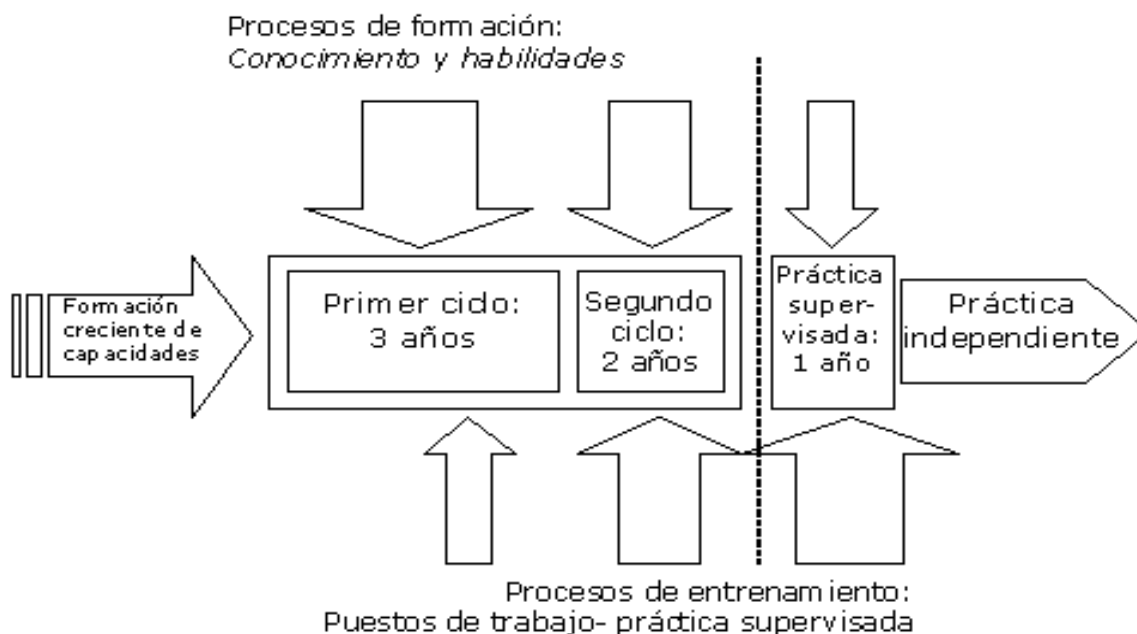 Procesos de formación:
Conocimiento y habilidades
Formación
creciente de
capacidades
Primer ciclo:
3 años
Segundo
ciclo:
2 años
Práctica
super-
visada:
1 año
Práctica
independiente
Procesos de entrenamiento:
Puestos de trabajo- práctica supervisada